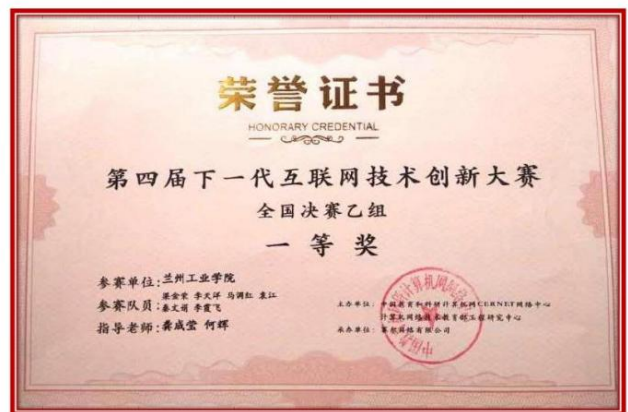 荣誉证书
HONORARY CREDENTIAL
第四届下一代互联网技术创新大赛
全国决赛乙组
一等奖
参赛单位:兰州工业学院
参赛队员:梁金荣 李天洋 马调红 袁江
秦文娟 李霞飞
指导老师:龚成莹 何辉
主办单位:中国教育和科研计算机网CERNET网络中心
计算机网络技术教育部工程研究中心
承办单位:赛尔网络有限公司